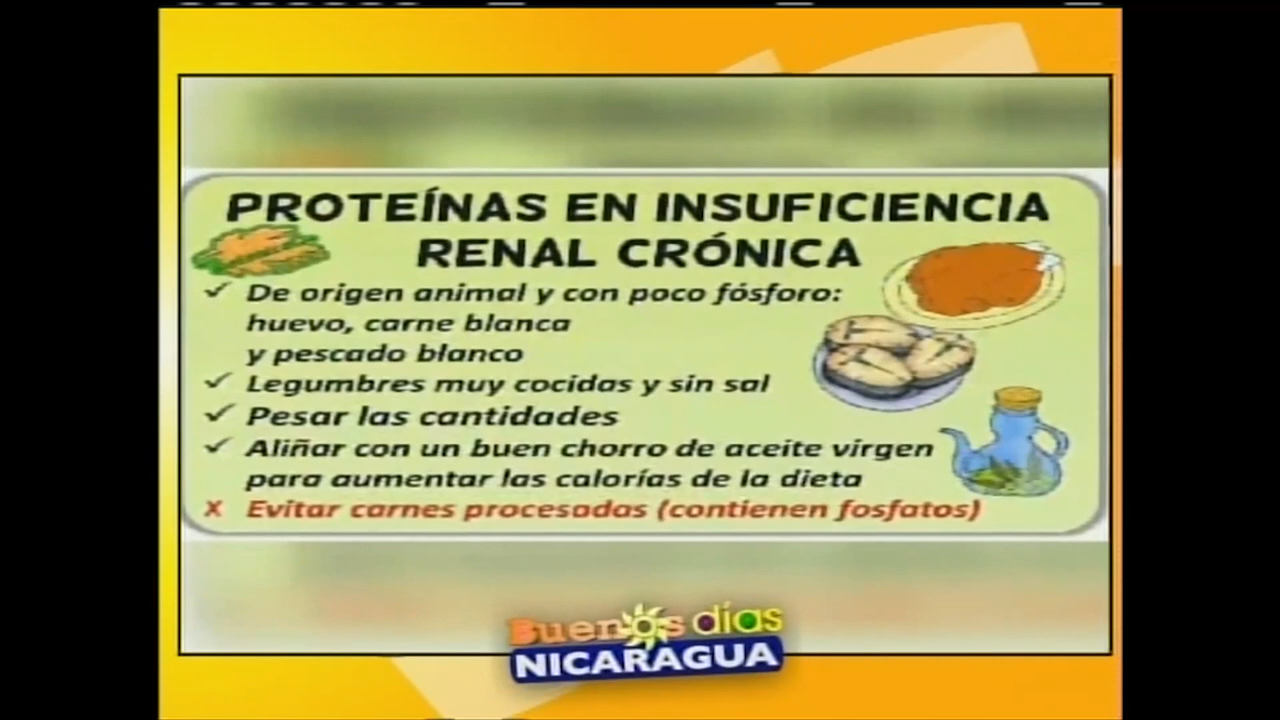 PROTEÍNAS EN INSUFICIENCIA
RENAL CRÓNICA
✓ De origen animal y con poco fósforo:
huevo, carne blanca
y pescado blanco
✓ Legumbres muy cocidas y sin sal
✓ Pesar las cantidades
✓ Aliñar con un buen chorro de aceite virgen
para aumentar las calorías de la dieta
X Evitar carnes procesadas (contienen fosfatos)
Buenos días
NICARAGUA